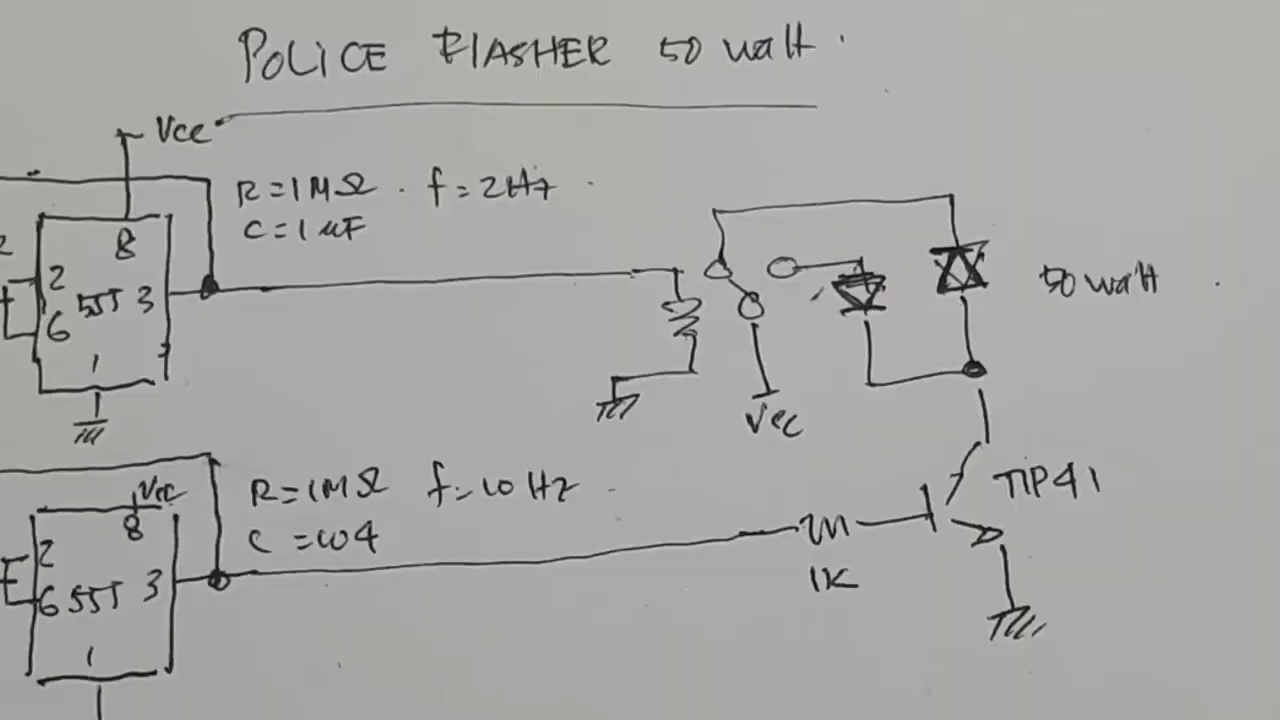 POLICE FLASHER 50 watt
Vcc
R = 1MΩ . f = 2Hz
C = 1uF
8
2
555 3
6
1
50 watt
Vcc
R = 1MΩ f = 10 Hz
C = 104
Vcc
8
2
6 555 3
1
1K
TIP41